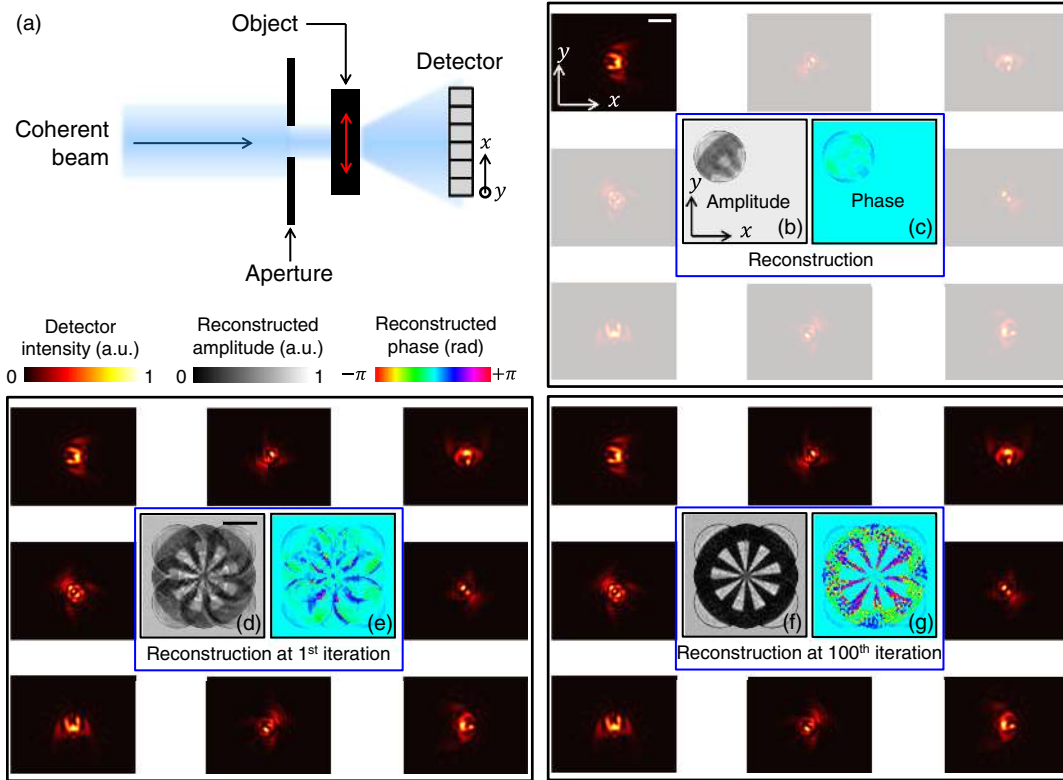 (a)
Object
Detector
Coherent
beam
x
y
Aperture
Detector
intensity (a.u.)
0 1
Reconstructed
amplitude (a.u.)
0 1
Reconstructed
phase (rad)
−π +π
y
x
y
x
Amplitude
(b)
Phase
(c)
Reconstruction
(d)
(e)
Reconstruction at 1st iteration
(f)
(g)
Reconstruction at 100th iteration